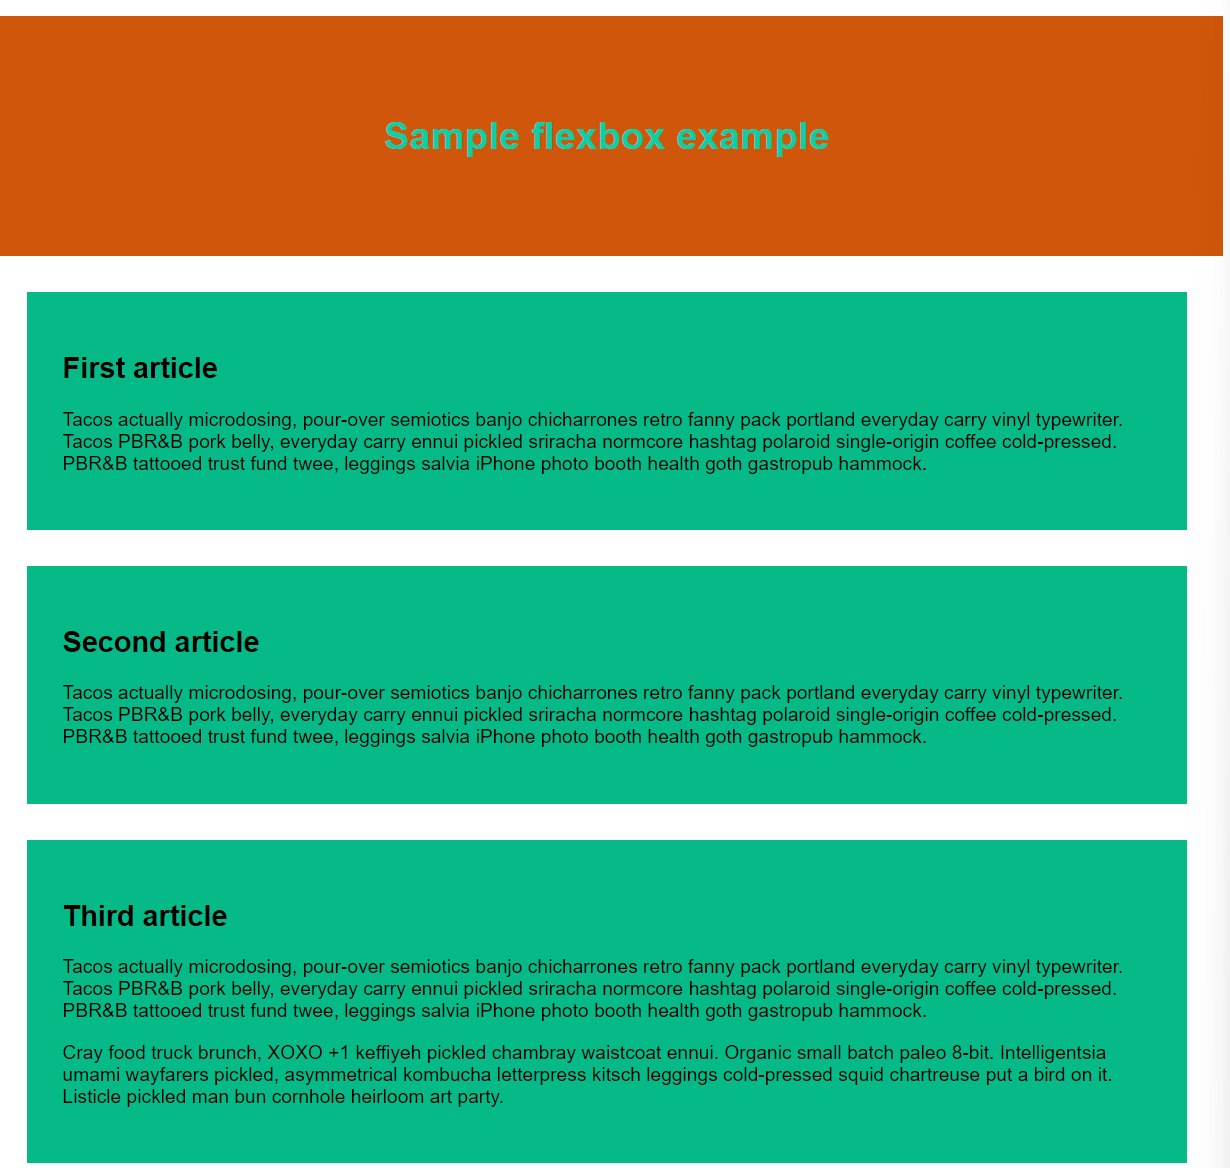 Sample flexbox example
First article
Tacos actually microdosing, pour-over semiotics banjo chicharrones retro fanny pack portland everyday carry vinyl typewriter.
Tacos PBR&B pork belly, everyday carry ennui pickled sriracha normcore hashtag polaroid single-origin coffee cold-pressed.
PBR&B tattooed trust fund twee, leggings salvia iPhone photo booth health goth gastropub hammock.
Second article
Tacos actually microdosing, pour-over semiotics banjo chicharrones retro fanny pack portland everyday carry vinyl typewriter.
Tacos PBR&B pork belly, everyday carry ennui pickled sriracha normcore hashtag polaroid single-origin coffee cold-pressed.
PBR&B tattooed trust fund twee, leggings salvia iPhone photo booth health goth gastropub hammock.
Third article
Tacos actually microdosing, pour-over semiotics banjo chicharrones retro fanny pack portland everyday carry vinyl typewriter.
Tacos PBR&B pork belly, everyday carry ennui pickled sriracha normcore hashtag polaroid single-origin coffee cold-pressed.
PBR&B tattooed trust fund twee, leggings salvia iPhone photo booth health goth gastropub hammock.
Cray food truck brunch, XOXO +1 keffiyeh pickled chambray waistcoat ennui. Organic small batch paleo 8-bit. Intelligentsia
umami wayfarers pickled, asymmetrical kombucha letterpress kitsch leggings cold-pressed squid chartreuse put a bird on it.
Listicle pickled man bun cornhole heirloom art party.